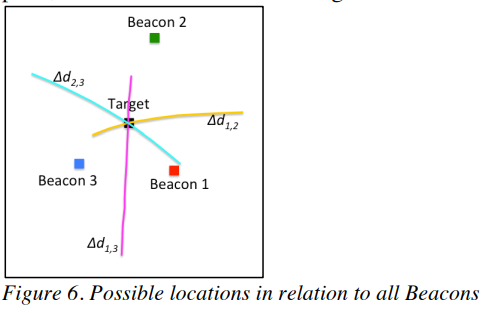 Beacon 2
Δd2,3
Target
Δd1,2
Beacon 3
Beacon 1
Δd1,3
Figure 6. Possible locations in relation to all Beacons